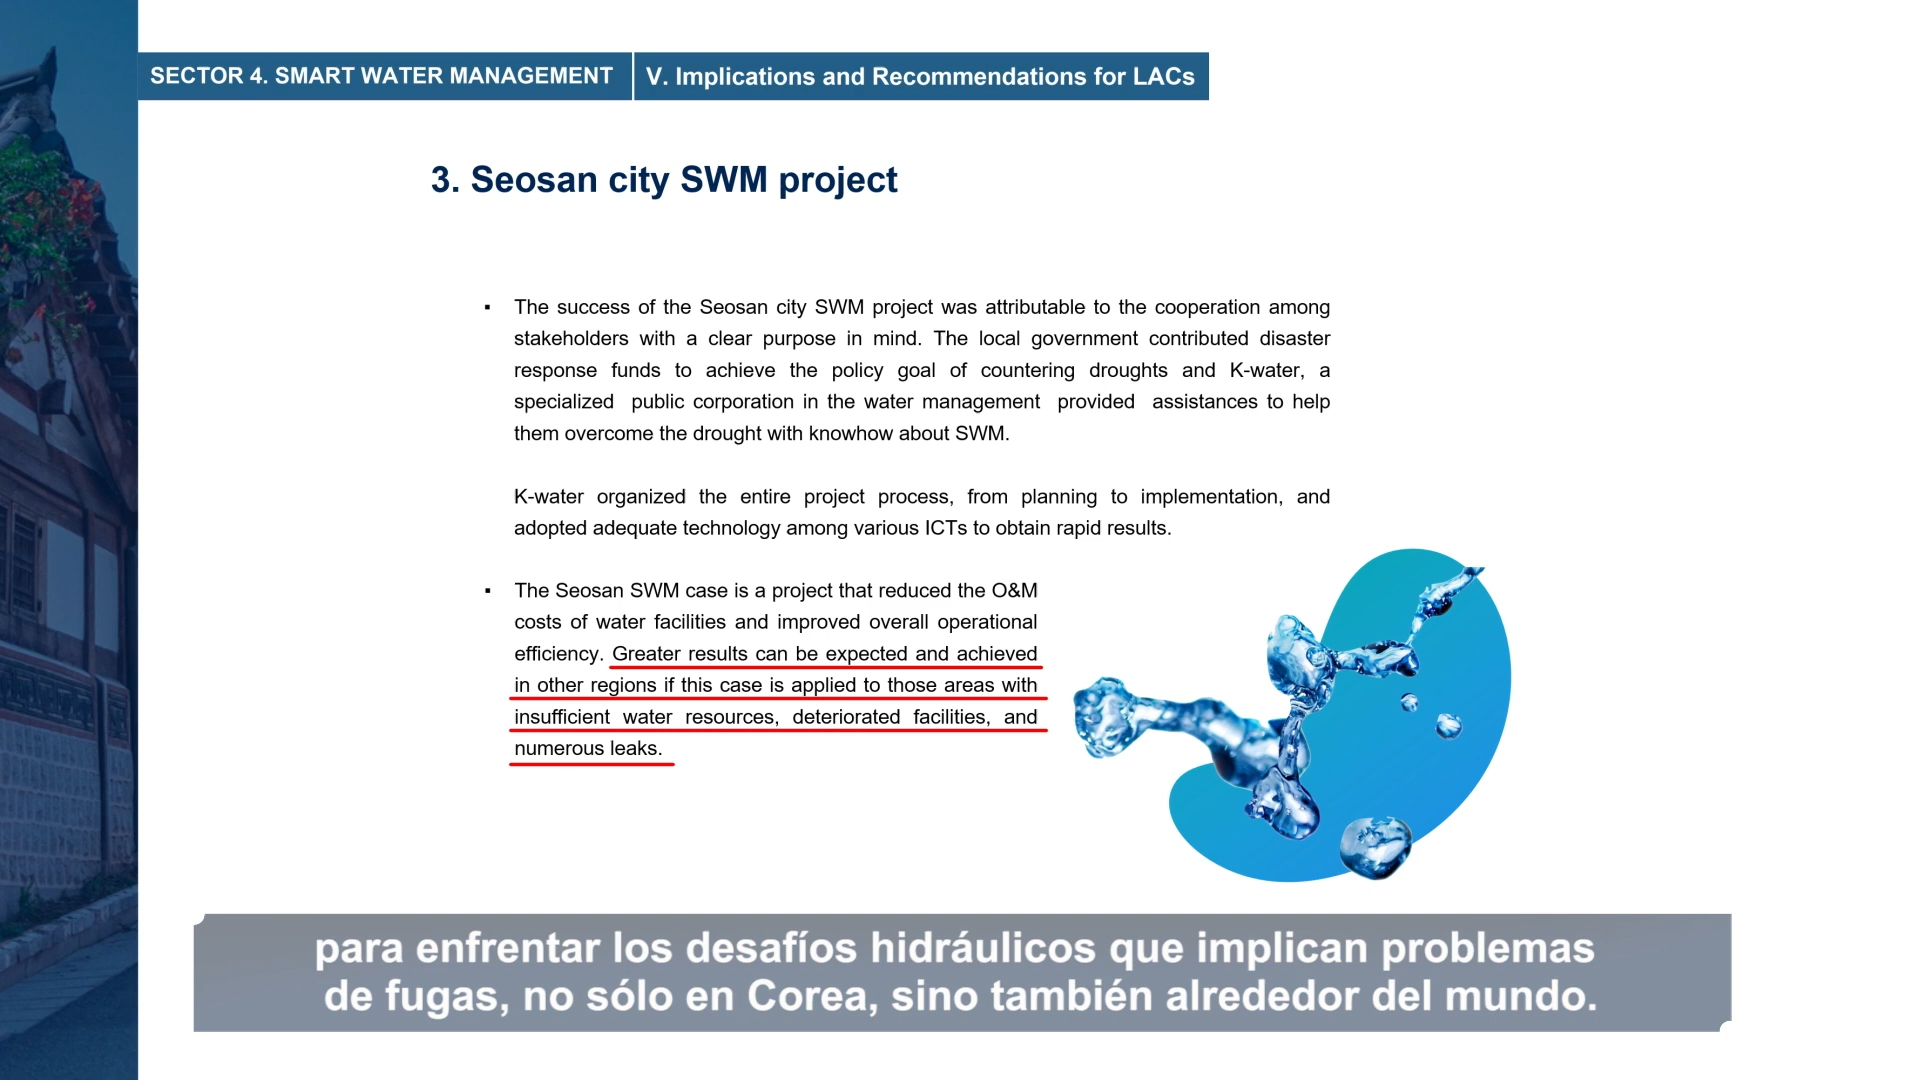 SECTOR 4. SMART WATER MANAGEMENT
V. Implications and Recommendations for LACs
3. Seosan city SWM project
▪ The success of the Seosan city SWM project was attributable to the cooperation among
stakeholders with a clear purpose in mind. The local government contributed disaster
response funds to achieve the policy goal of countering droughts and K-water, a
specialized public corporation in the water management provided assistances to help
them overcome the drought with knowhow about SWM.
K-water organized the entire project process, from planning to implementation, and
adopted adequate technology among various ICTs to obtain rapid results.
▪ The Seosan SWM case is a project that reduced the O&M
costs of water facilities and improved overall operational
efficiency. Greater results can be expected and achieved
in other regions if this case is applied to those areas with
insufficient water resources, deteriorated facilities, and
numerous leaks.
para enfrentar los desafíos hidráulicos que implican problemas
de fugas, no sólo en Corea, sino también alrededor del mundo.